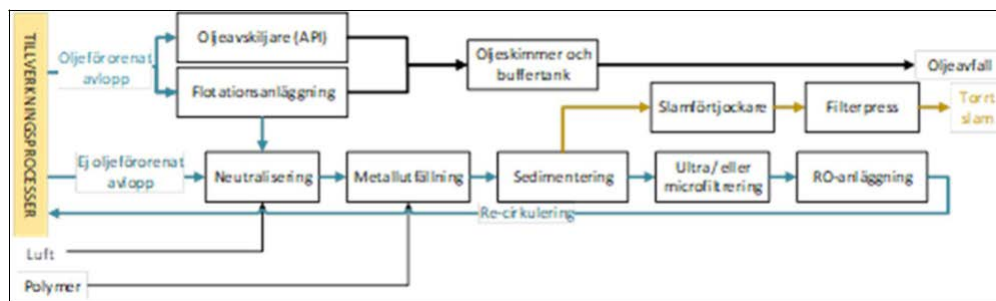 TILLVERKNINGSPROCESSER
Oljeförorenat
avlopp
Oljeavskiljare (API)
Flotationsanläggning
Oljeskimmer och
buffertank
Oljeavfall
Slamförtjockare
Filterpress
Torrt
slam
Ej oljeförorenat
avlopp
Neutralisering
Metallutfällning
Sedimentering
Ultra/eller
microfiltrering
RO-anläggning
Re-cirkulering
Luft
Polymer